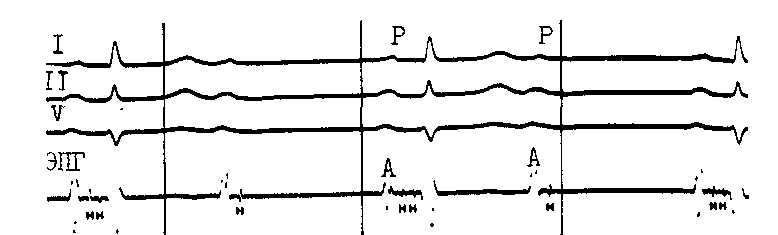 I P P
II
V
ЭПГ A A
H H H H H H H H